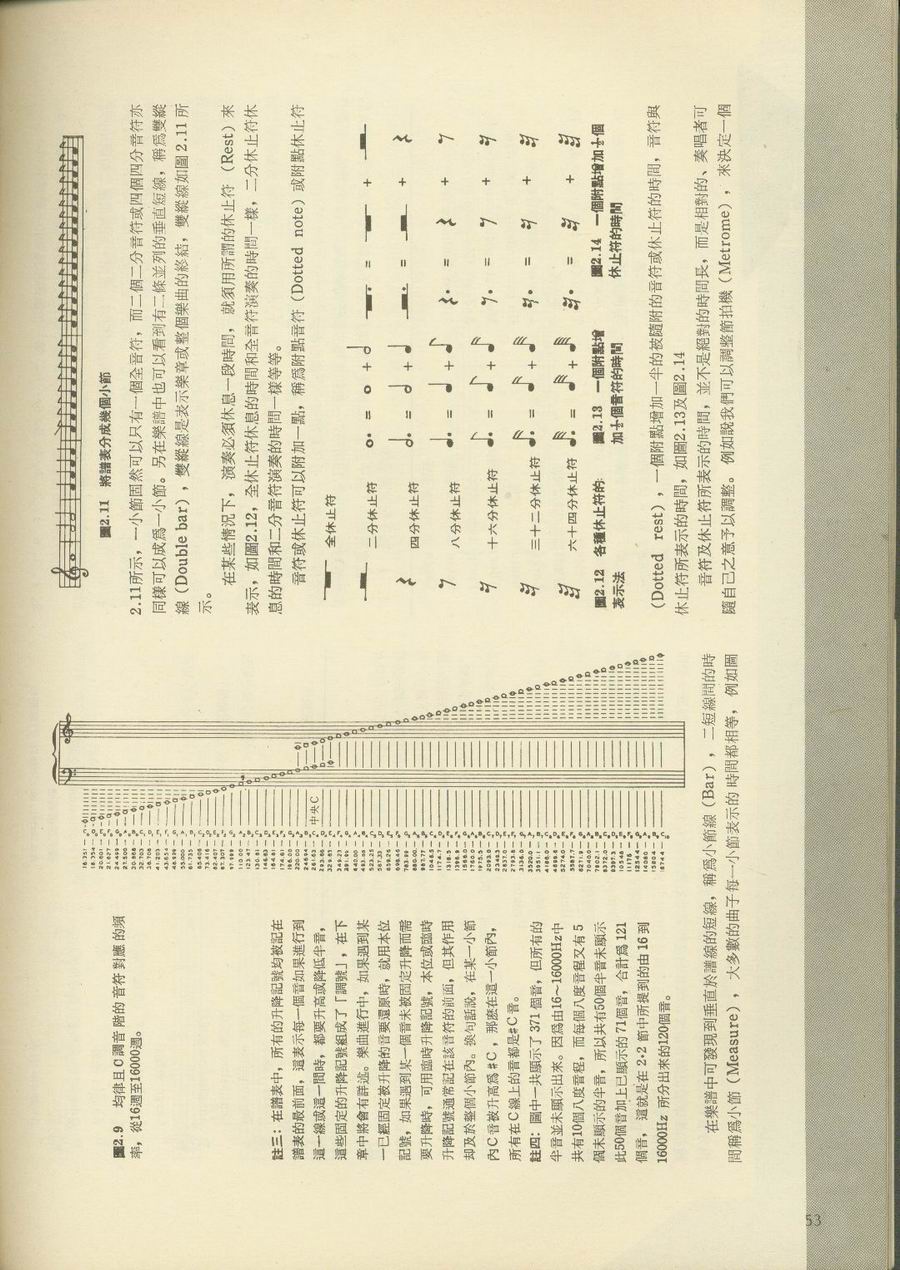 圖2.9　均律且C調音階的音符對應的頻
率，從16週至16000週。
中央C
註三：在譜表中，所有的升降記號均被記在
譜表的最前面，這表示每一個音如果進行到
這一線或這一間時，都要升高或降低半音，
這些固定的升降記號組成了「調號」，在下
章中將會有詳述。樂曲進行中，如果遇到某
一已經固定被升降的音要還原時，就用本位
記號，如果遇到某一個音未被固定升降而需
要升降時，可用臨時升降記號，本位或臨時
升降記號通常記在該音符的前面，但其作用
却及於整個小節內。換句話說，在某一小節
內C音被升高爲♯C，那麽在這一小節內，
所有在C線上的音都是♯C音。
註四：圖中一共顯示了371個音，但所有的
半音並未顯示出來。因爲由16~16000Hz中
共有10個八度音程，而每個八度音程又有5
個未顯示的半音，所以共有50個半音未顯示
此50個音加上已顯示的71個音，合計爲121
個音，這就是在2·2節中所提到的由16到
16000Hz所分出來的120個音。
在樂譜中可發現到垂直於譜線的短線，稱爲小節線（Bar），二短線間的時
間稱爲小節（Measure），大多數的曲子每一小節表示的時間都相等，例如圖
圖2.11　將譜表分成幾個小節
2.11所示，一小節固然可以只有一個全音符，而二個二分音符或四個四分音符亦
同樣可以成爲一小節。另在樂譜中也可以看到有二條並列的垂直短線，稱爲雙縱
線（Double bar），雙縱線是表示樂章或整個樂曲的終結，雙縱線如圖2.11所
示。
在某些情況下，演奏必須休息一段時間，就須用所謂的休止符（Rest）來
表示，如圖2.12，全休止符休息的時間和全音符演奏的時間一樣，二分休止符休
息的時間和二分音符演奏的時間一樣等等。
音符或休止符可以附加一點，稱爲附點音符（Dotted note）或附點休止符
全休止符
二分休止符
四分休止符
八分休止符
十六分休止符
三十二分休止符
六十四分休止符
圖2.12　各種休止符的
表示法
圖2.13　一個附點增
加½個音符的時間
圖2.14　一個附點增加½個
休止符的時間
（Dotted rest），一個附點增加一半的被隨附的音符或休止符的時間，音符與
休止符所表示的時間，如圖2.13及圖2.14
音符及休止符所表示的時間，並不是絕對的時間長，而是相對的、奏唱者可
隨自己之意予以調整。例如說我們可以調整節拍機（Metrome），來決定一個
53